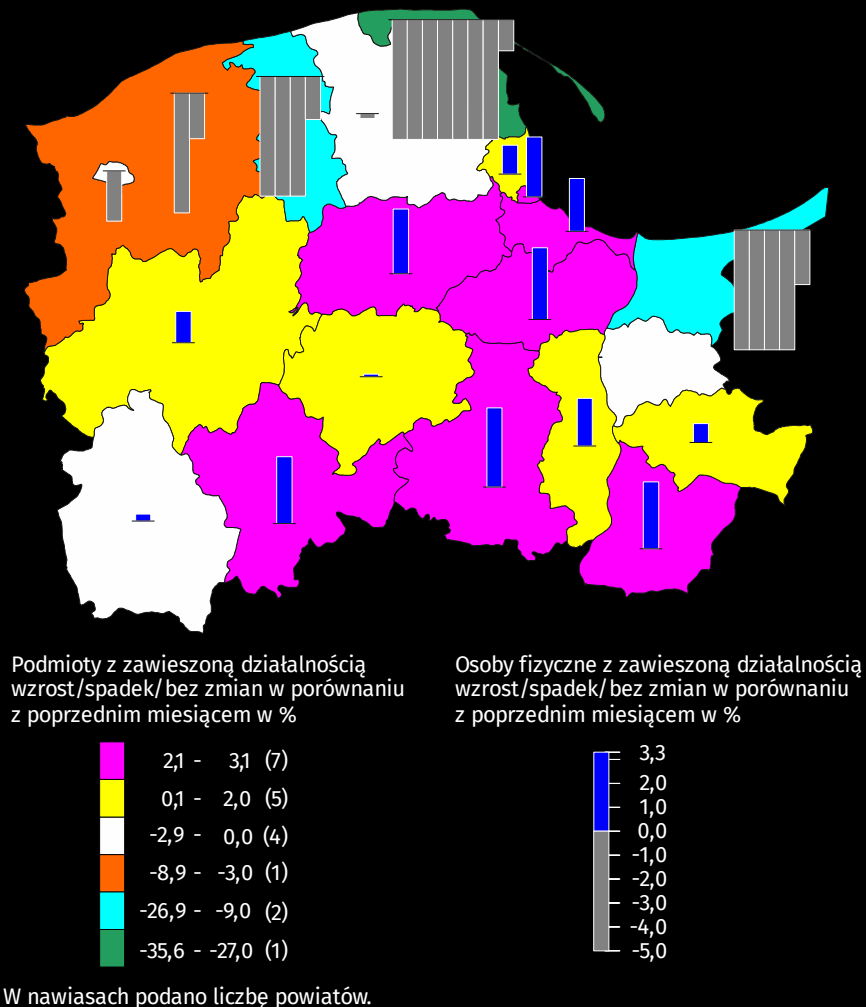 Podmioty z zawieszoną działalnością
wzrost/spadek/bez zmian w porównaniu
z poprzednim miesiącem w %
2,1 - 3,1 (7)
0,1 - 2,0 (5)
-2,9 - 0,0 (4)
-8,9 - -3,0 (1)
-26,9 - -9,0 (2)
-35,6 - -27,0 (1)
Osoby fizyczne z zawieszoną działalnością
wzrost/spadek/bez zmian w porównaniu
z poprzednim miesiącem w %
3,3
2,0
1,0
0,0
-1,0
-2,0
-3,0
-4,0
-5,0
W nawiasach podano liczbę powiatów.